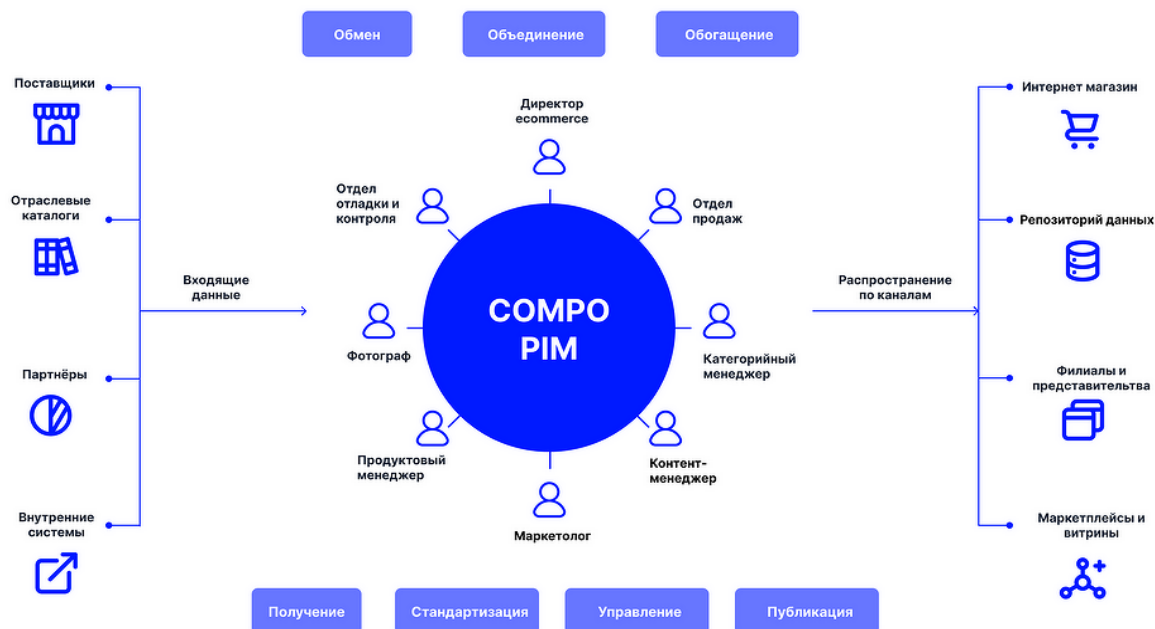 Обмен
Объединение
Обогащение
Поставщики
Отраслевые
каталоги
Партнёры
Внутренние
системы
Входящие
данные
Директор
ecommerce
Отдел
отладки и
контроля
Отдел
продаж
Фотограф
COMPO
PIM
Категорийный
менеджер
Продуктовый
менеджер
Контент-
менеджер
Маркетолог
Распространение
по каналам
Интернет магазин
Репозиторий данных
Филиалы и
представительтва
Маркетплейсы и
витрины
Получение
Стандартизация
Управление
Публикация